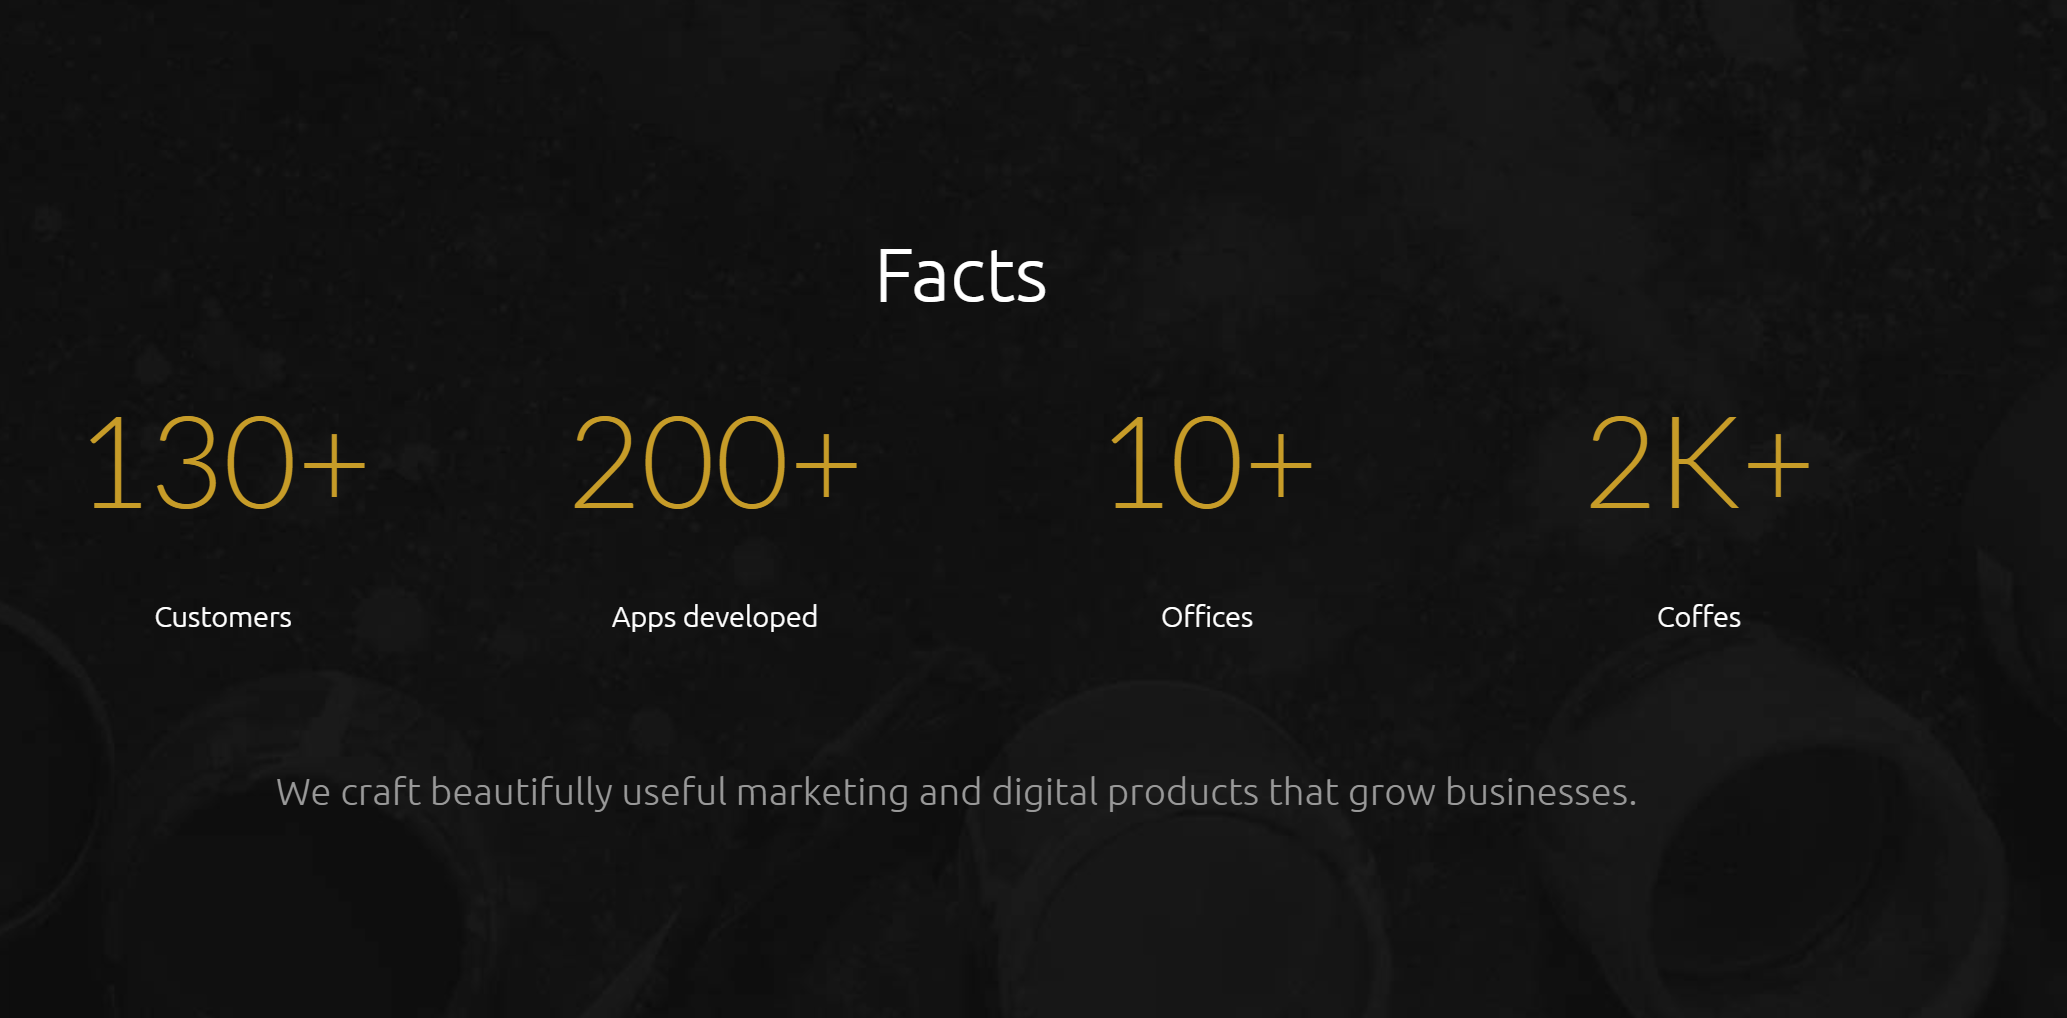 Facts
130+ 200+ 10+ 2K+
Customers Apps developed Offices Coffes
We craft beautifully useful marketing and digital products that grow businesses.